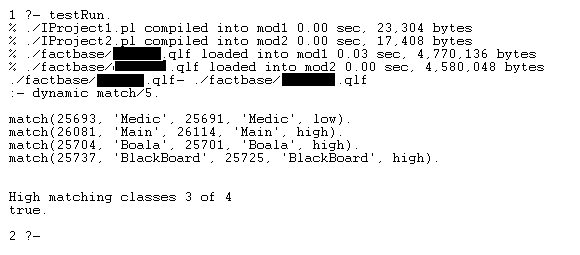 1 ?- testRun.
% ./IProject1.pl compiled into mod1 0.00 sec, 23,304 bytes
% ./IProject2.pl compiled into mod2 0.00 sec, 17,408 bytes
% ./factbase/ .qlf loaded into mod1 0.03 sec, 4,770,136 bytes
% ./factbase/ .qlf loaded into mod2 0.00 sec, 4,580,048 bytes
./factbase/ .qlf- ./factbase/ .qlf
:- dynamic match/5.
match(25693, 'Medic', 25691, 'Medic', low).
match(26081, 'Main', 26114, 'Main', high).
match(25704, 'Boala', 25701, 'Boala', high).
match(25737, 'BlackBoard', 25725, 'BlackBoard', high).
High matching classes 3 of 4
true.
2 ?-